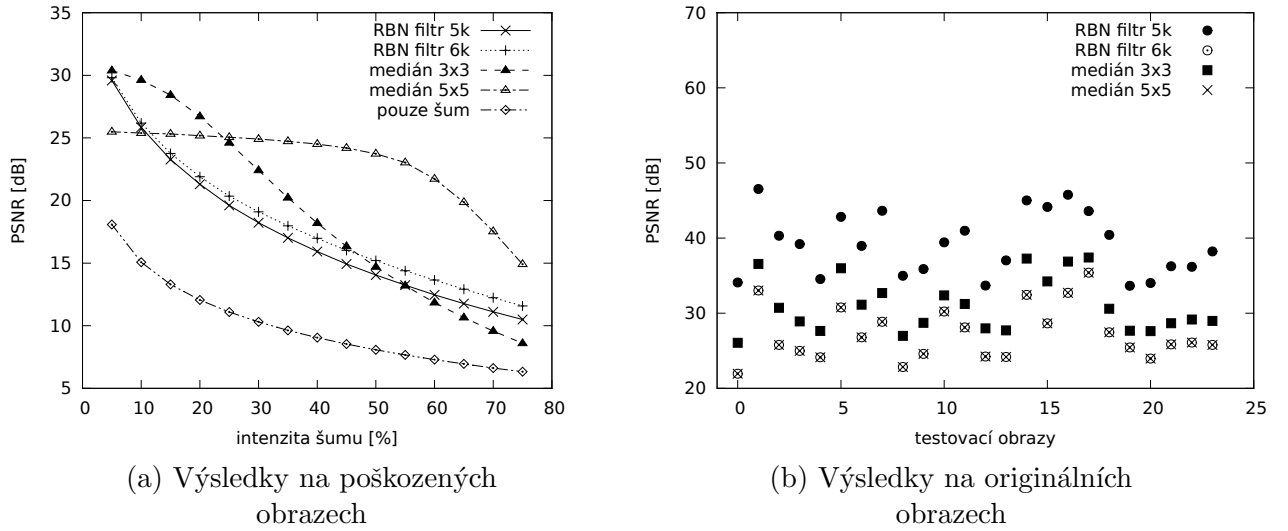 PSNR [dB]
35
30
25
20
15
10
5
RBN filtr 5k
RBN filtr 6k
medián 3x3
medián 5x5
pouze šum
0 10 20 30 40 50 60 70 80
intenzita šumu [%]
(a) Výsledky na poškozených
obrazech
PSNR [dB]
70
60
50
40
30
20
RBN filtr 5k
RBN filtr 6k
medián 3x3
medián 5x5
0 5 10 15 20 25
testovací obrazy
(b) Výsledky na originálních
obrazech